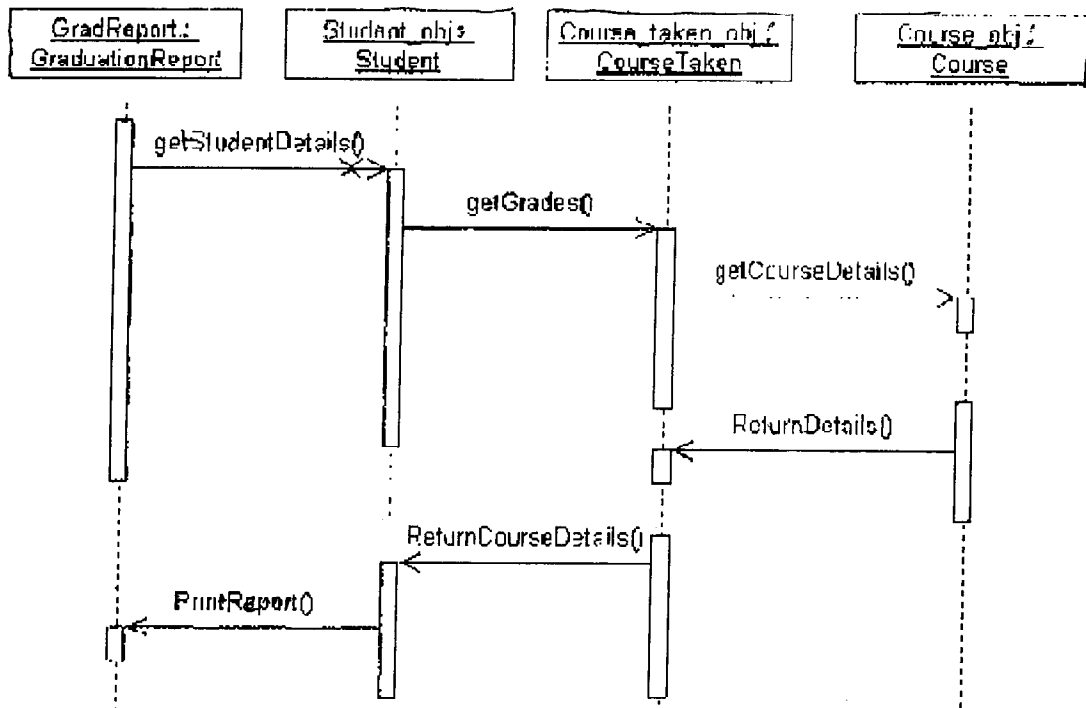 GradReport :
GraduationReport
Student_obj :
Student
Course_taken_obj :
CourseTaken
Course_obj :
Course
getStudentDetails()
getGrades()
getCourseDetails()
ReturnDetails()
ReturnCourseDetails()
PrintReport()